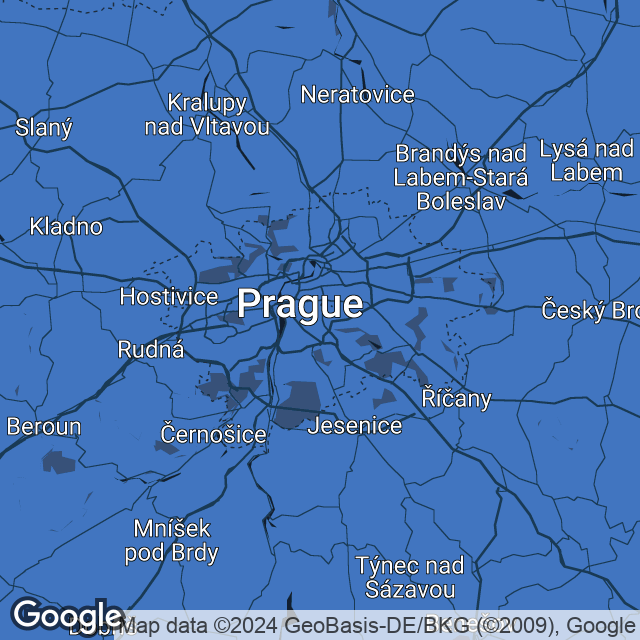 Neratovice
Kralupy
nad Vltavou
Slaný
Brandýs nad
Labem-Stará
Boleslav
Lysá nad
Labem
Kladno
Hostivice
Prague
Český Bro
Rudná
Říčany
Beroun
Černošice
Jesenice
Mníšek
pod Brdy
Týnec nad
Sázavou
Google
Map data ©2024 GeoBasis-DE/BKG (©2009), Google